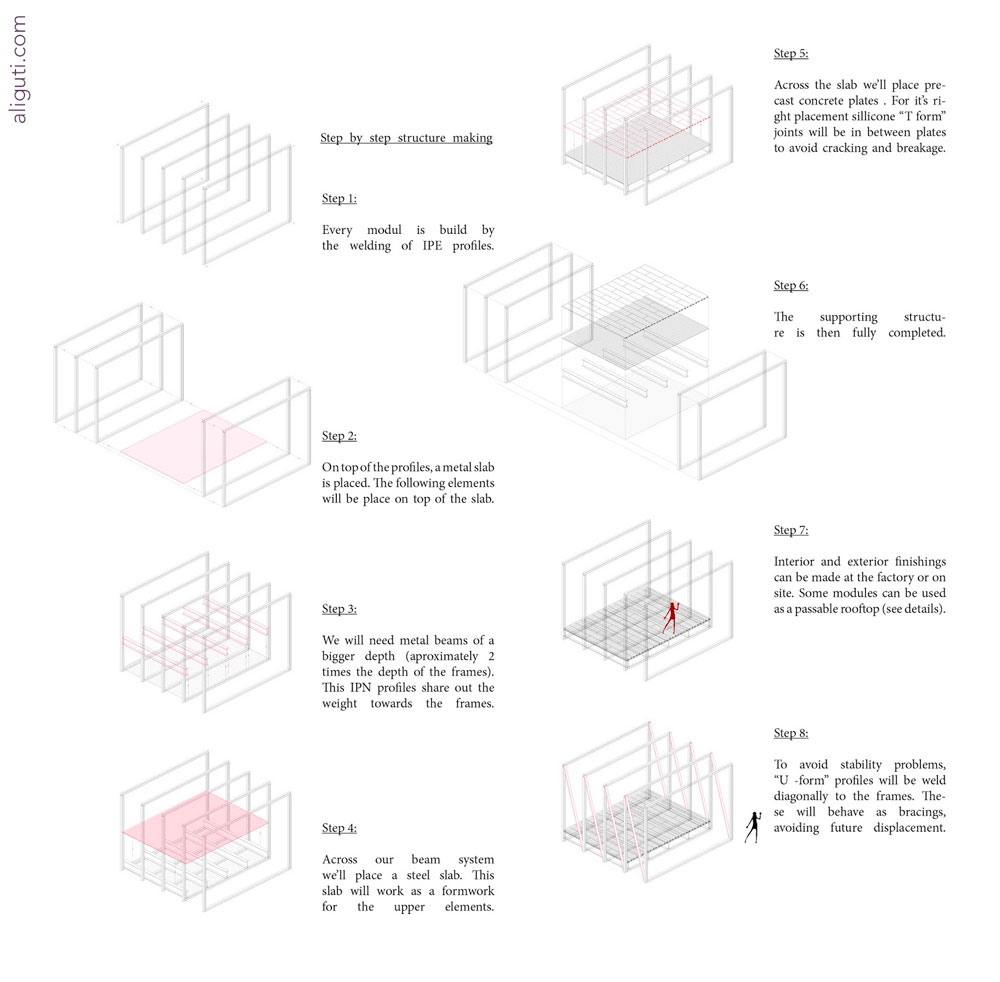 aliguti.com
Step by step structure making
Step 1:
Every modul is build by
the welding of IPE profiles.
Step 2:
On top of the profiles, a metal slab
is placed. The following elements
will be place on top of the slab.
Step 3:
We will need metal beams of a
bigger depth (aproximately 2
times the depth of the frames).
This IPN profiles share out the
weight towards the frames.
Step 4:
Across our beam system
we'll place a steel slab. This
slab will work as a formwork
for the upper elements.
Step 5:
Across the slab we'll place pre-
cast concrete plates . For it's ri-
ght placement sillicone “T form”
joints will be in between plates
to avoid cracking and breakage.
Step 6:
The supporting structu-
re is then fully completed.
Step 7:
Interior and exterior finishings
can be made at the factory or on
site. Some modules can be used
as a passable rooftop (see details).
Step 8:
To avoid stability problems,
“U -form” profiles will be weld
diagonally to the frames. The-
se will behave as bracings,
avoiding future displacement.